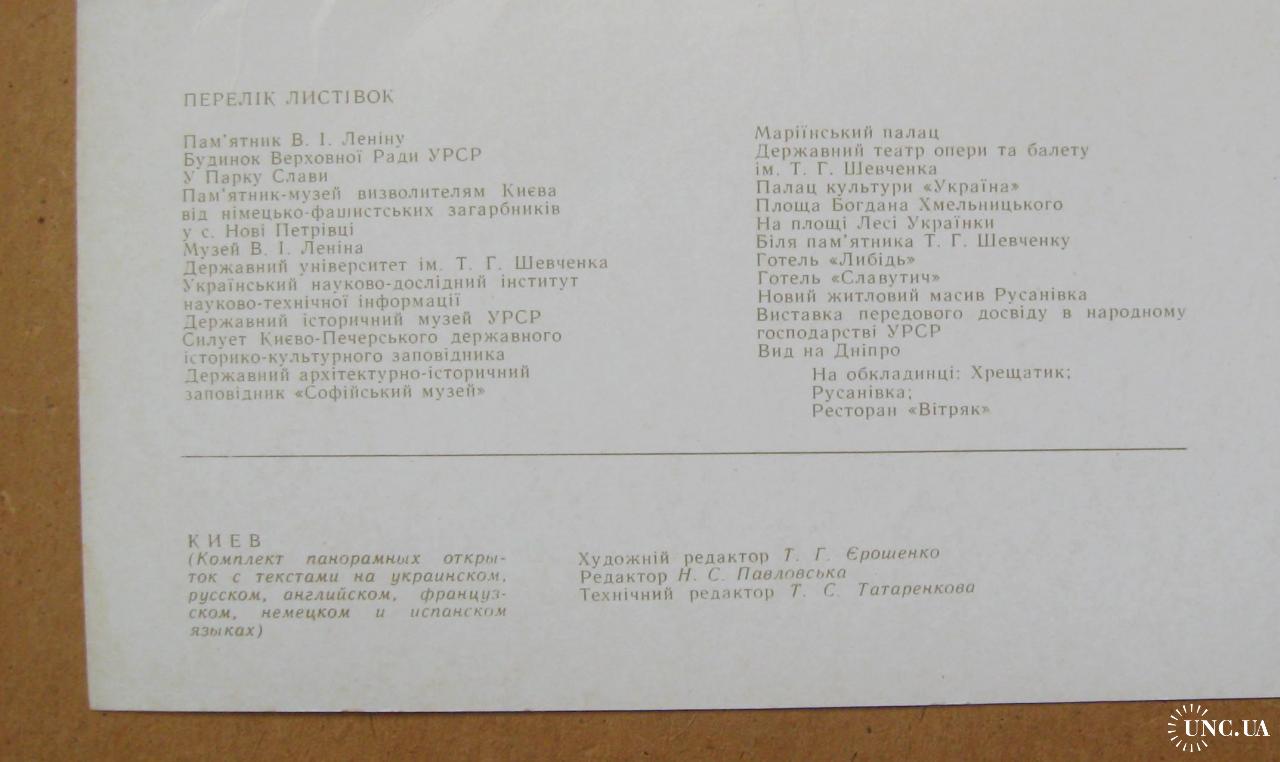 ПЕРЕЛІК ЛИСТІВОК
Пам'ятник В. І. Леніну
Будинок Верховної Ради УРСР
У Парку Слави
Пам'ятник-музей визволителям Києва
від німецько-фашистських загарбників
у с. Нові Петрівці
Музей В. І. Леніна
Державний університет ім. Т. Г. Шевченка
Український науково-дослідний інститут
науково-технічної інформації
Державний історичний музей УРСР
Силует Києво-Печерського державного
історико-культурного заповідника
Державний архітектурно-історичний
заповідник «Софійський музей»
Маріїнський палац
Державний театр опери та балету
ім. Т. Г. Шевченка
Палац культури «Україна»
Площа Богдана Хмельницького
На площі Лесі Українки
Біля пам'ятника Т. Г. Шевченку
Готель «Либідь»
Готель «Славутич»
Новий житловий масив Русанівка
Виставка передового досвіду в народному
господарстві УРСР
Вид на Дніпро
На обкладинці: Хрещатик;
Русанівка;
Ресторан «Вітряк»
КИЕВ
(Комплект панорамных откры-
ток с текстами на украинском,
русском, английском, француз-
ском, немецком и испанском
языках)
Художній редактор Т. Г. Єрошенко
Редактор Н. С. Павловська
Технічний редактор Т. С. Татаренкова
UNC.UA